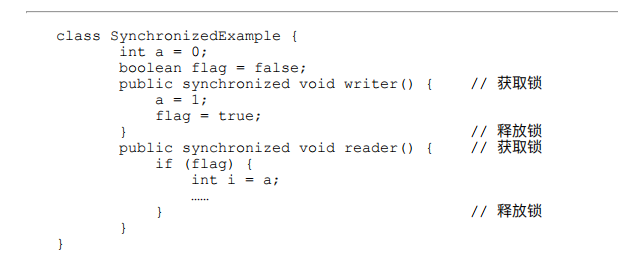 class SynchronizedExample {
int a = 0;
boolean flag = false;
public synchronized void writer() { // 获取锁
a = 1;
flag = true;
} // 释放锁
public synchronized void reader() { // 获取锁
if (flag) {
int i = a;
……
} // 释放锁
}
}